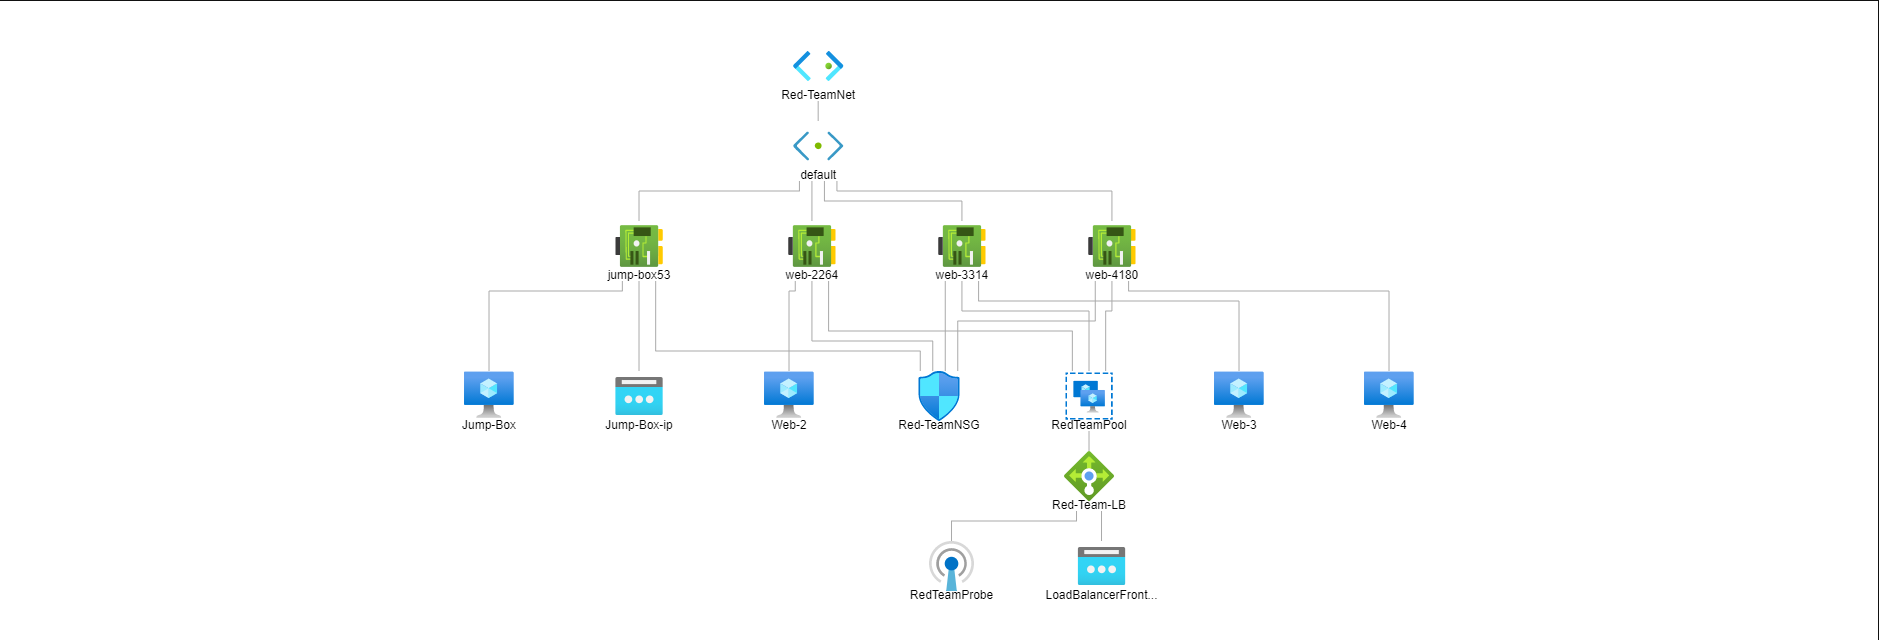 Red-TeamNet
default
jump-box53
web-2264
web-3314
web-4180
Jump-Box
Jump-Box-ip
Web-2
Red-TeamNSG
RedTeamPool
Web-3
Web-4
Red-Team-LB
RedTeamProbe
LoadBalancerFront...